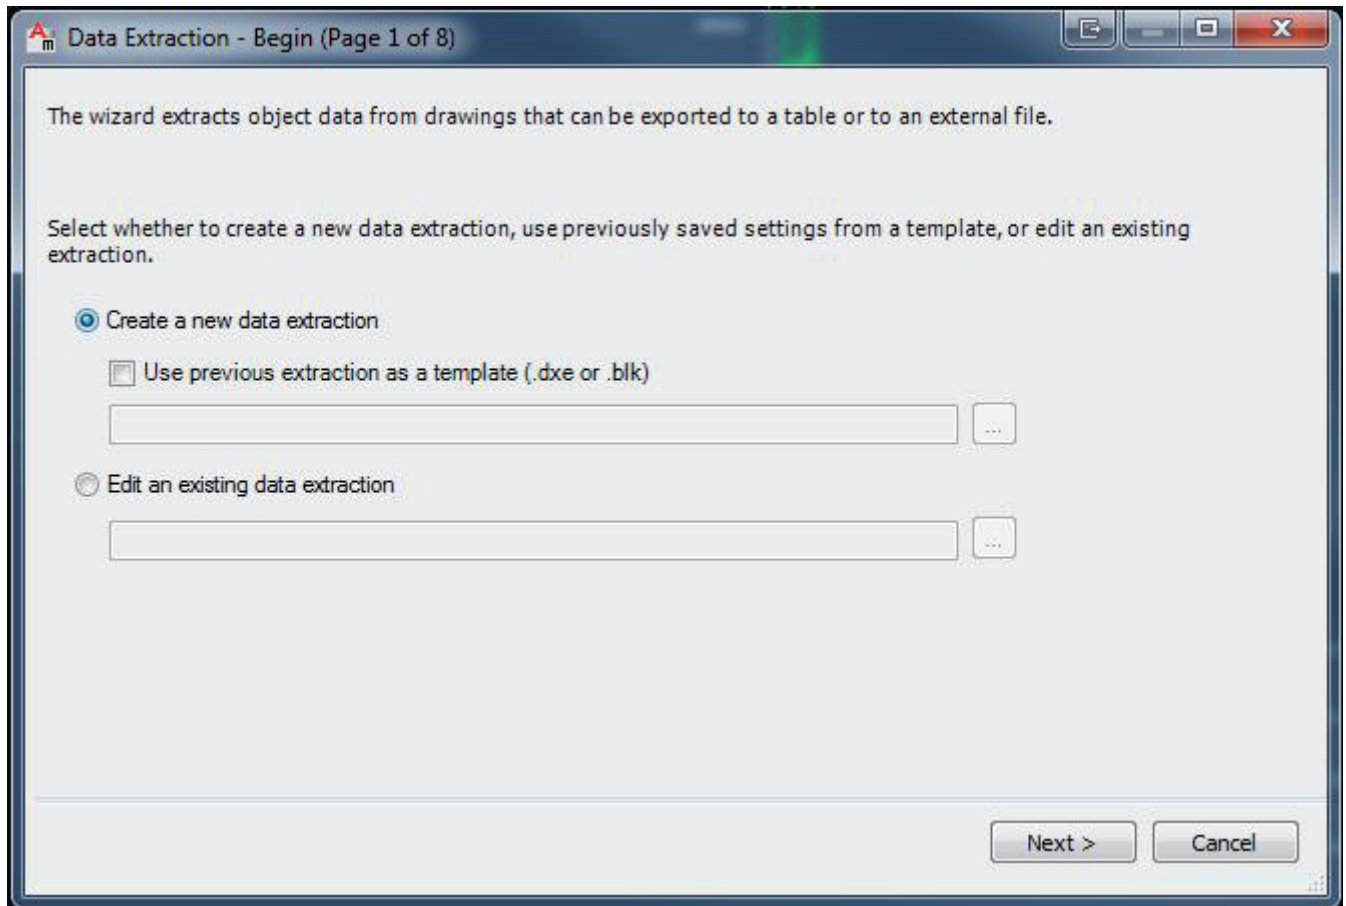 Am
Data Extraction - Begin (Page 1 of 8)
The wizard extracts object data from drawings that can be exported to a table or to an external file.
Select whether to create a new data extraction, use previously saved settings from a template, or edit an existing
extraction.
Create a new data extraction
Use previous extraction as a template (.dxe or .blk)
...
Edit an existing data extraction
...
Next >
Cancel